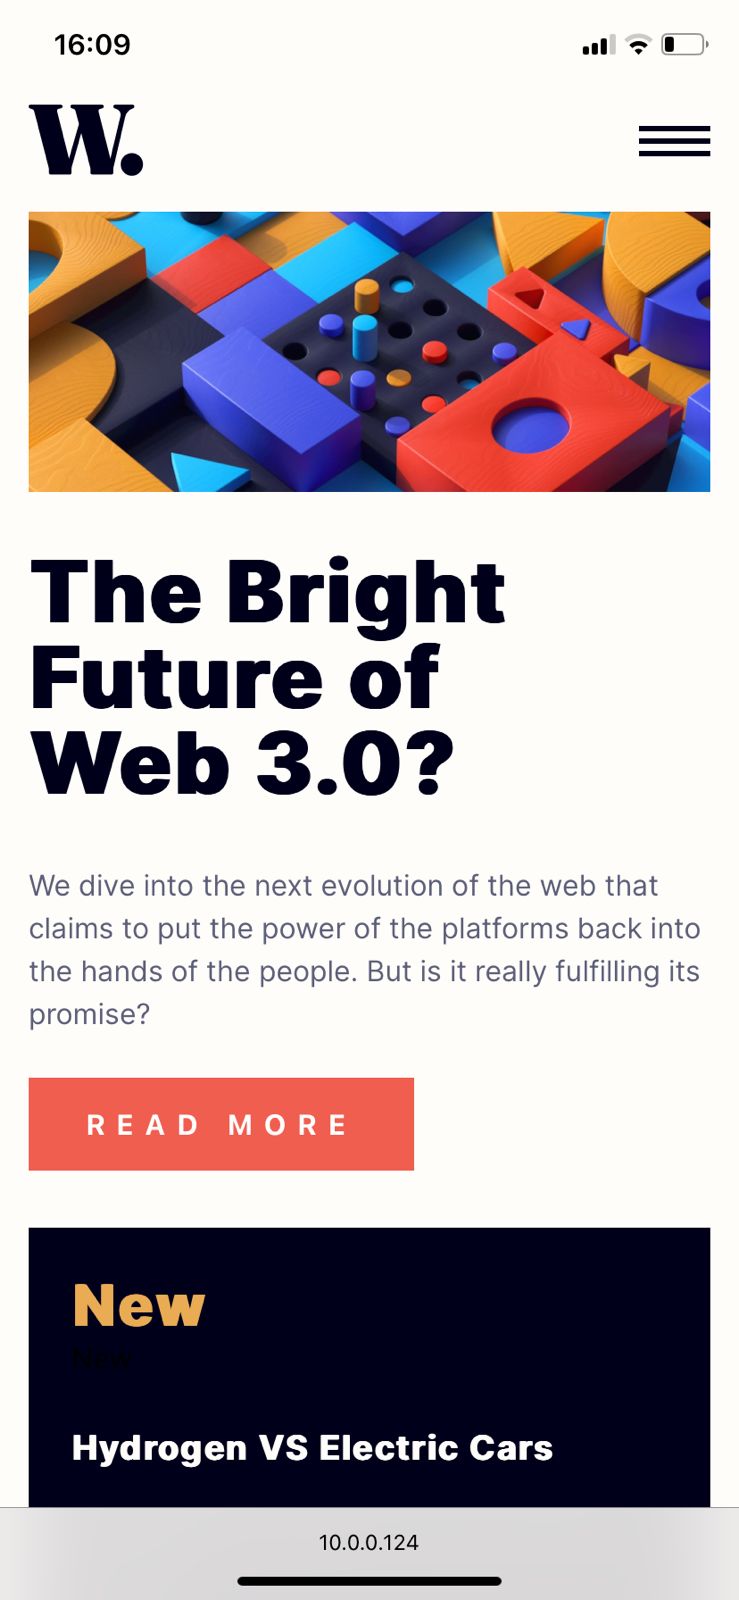 16:09
W.
The Bright
Future of
Web 3.0?
We dive into the next evolution of the web that
claims to put the power of the platforms back into
the hands of the people. But is it really fulfilling its
promise?
READ MORE
New
New
Hydrogen VS Electric Cars
10.0.0.124